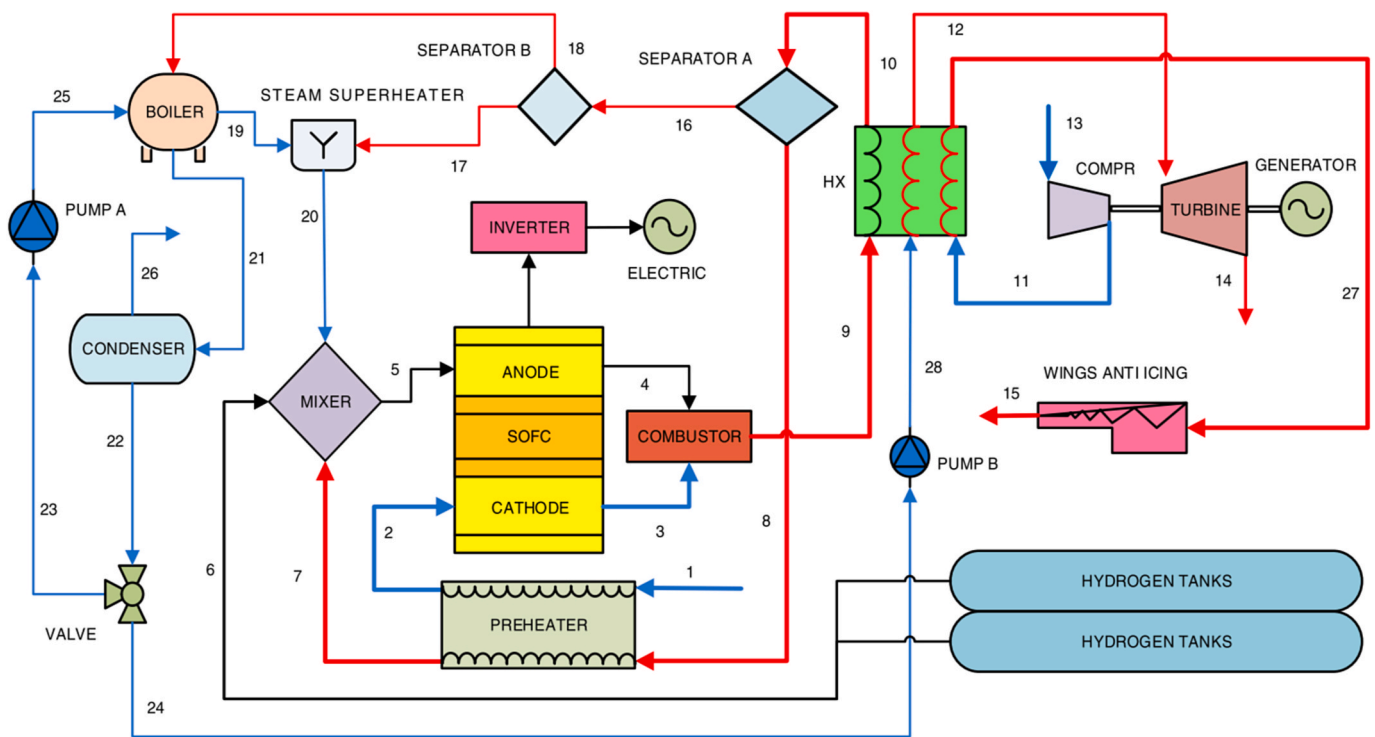 12
18
SEPARATOR B
SEPARATOR A
10
25
BOILER
STEAM SUPERHEATER
19
16
13
17
COMPR
GENERATOR
HX
PUMP A
20
INVERTER
TURBINE
26
21
ELECTRIC
11
14
27
9
CONDENSER
5
ANODE
4
28
WINGS ANTI ICING
MIXER
15
SOFC
COMBUSTOR
22
PUMP B
23
2
CATHODE
3
8
6
7
1
HYDROGEN TANKS
PREHEATER
VALVE
HYDROGEN TANKS
24